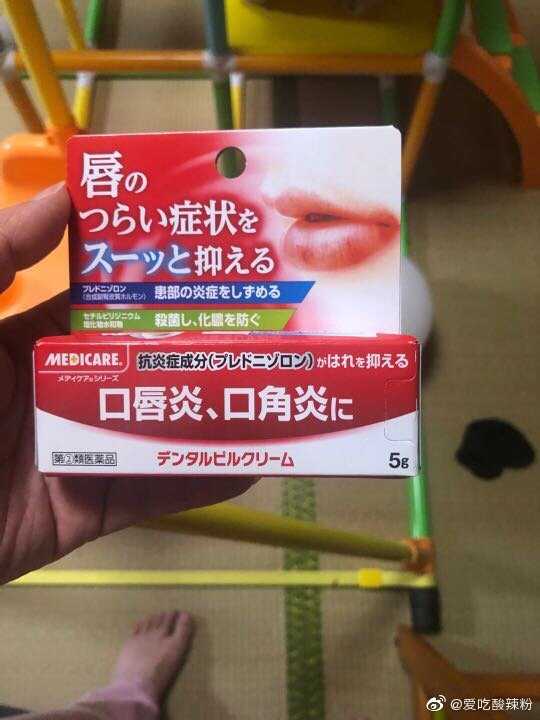 唇の
つらい症状を
スーッと抑える
プレドニゾロン
(合成副腎皮質ホルモン)
患部の炎症をしずめる
セチルピリジニウム
塩化物水和物
殺菌し、化膿を防ぐ
MEDICARE®
メディケア®シリーズ
抗炎症成分(プレドニゾロン)がはれを抑える
口唇炎、口角炎に
指定②類医薬品
デンタルピルクリーム
5g
@爱吃酸辣粉